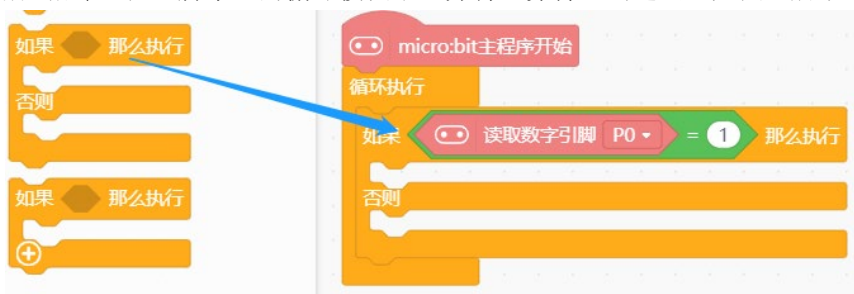 如果 那么执行
否则
如果 那么执行
micro:bit主程序开始
循环执行
如果 读取数字引脚 P0 = 1 那么执行
否则